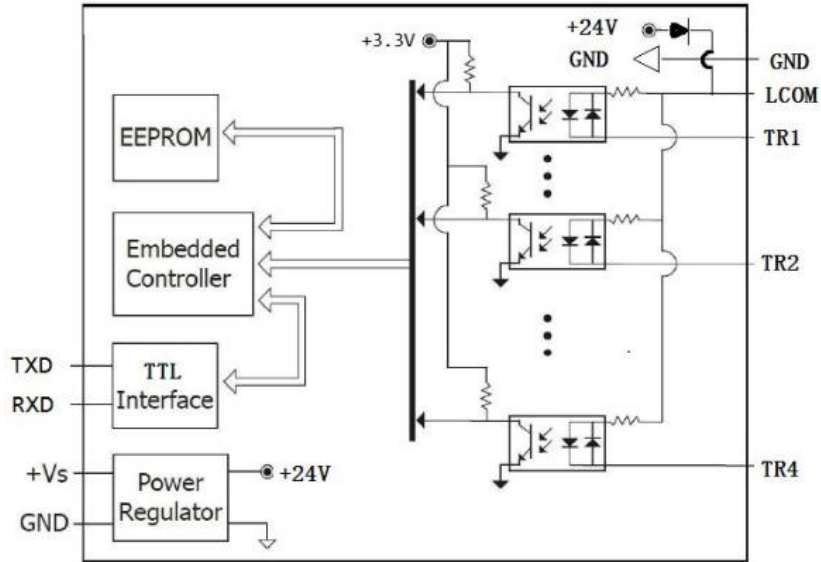 +24V
+3.3V
GND
GND
LCOM
EEPROM
TR1
Embedded
Controller
TR2
TXD
TTL
RXD
Interface
+Vs
Power
Regulator
+24V
TR4
GND